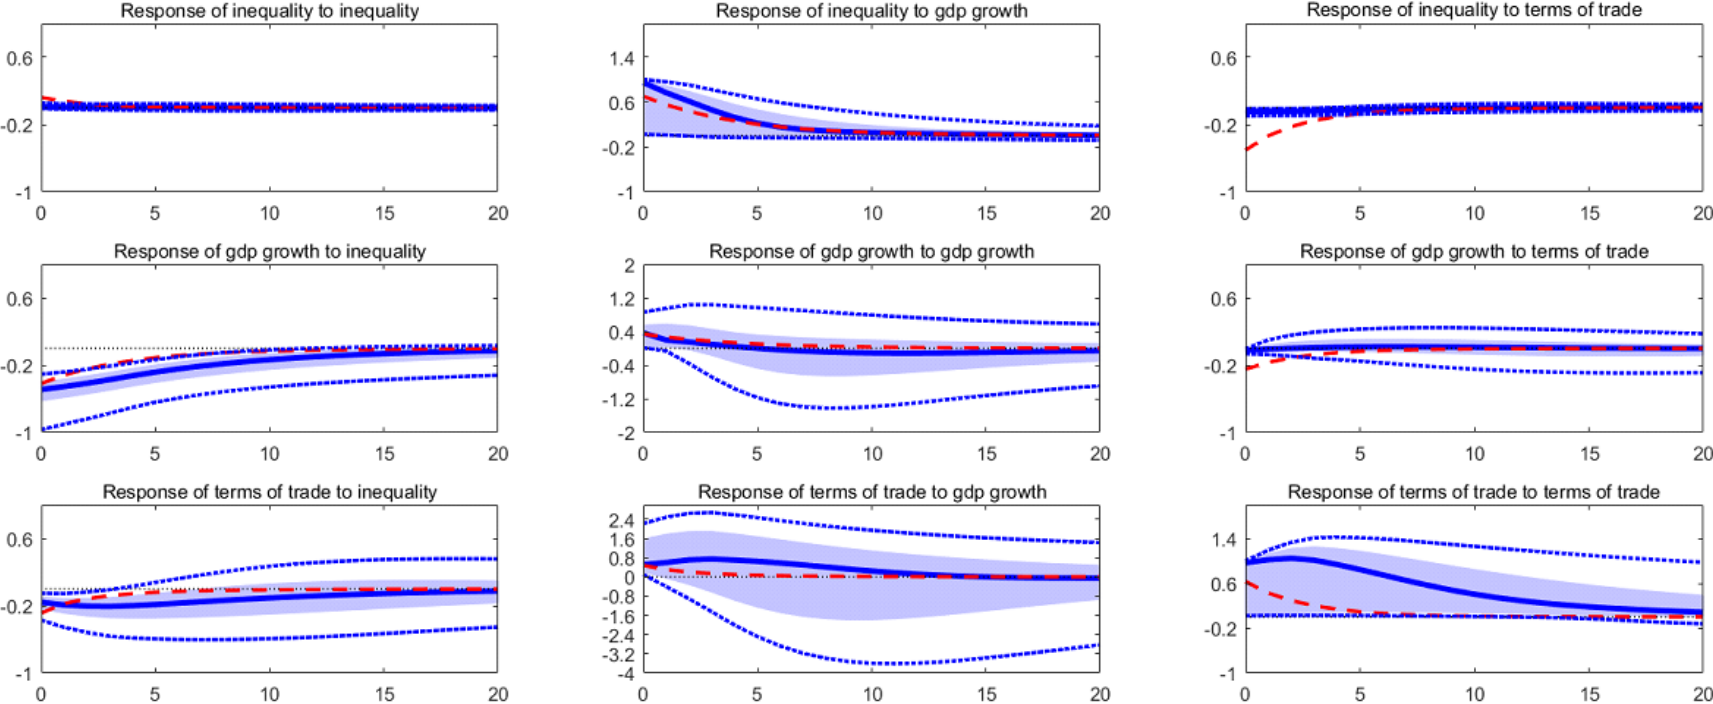 Response of inequality to inequality
0.6
-0.2
-1
0 5 10 15 20
Response of inequality to gdp growth
1.4
0.6
-0.2
-1
0 5 10 15 20
Response of inequality to terms of trade
0.6
-0.2
-1
0 5 10 15 20
Response of gdp growth to inequality
0.6
-0.2
-1
0 5 10 15 20
Response of gdp growth to gdp growth
2
1.2
0.4
-0.4
-1.2
-2
0 5 10 15 20
Response of gdp growth to terms of trade
0.6
-0.2
-1
0 5 10 15 20
Response of terms of trade to inequality
0.6
-0.2
-1
0 5 10 15 20
Response of terms of trade to gdp growth
2.4
1.6
0.8
0
-0.8
-1.6
-2.4
-3.2
-4
0 5 10 15 20
Response of terms of trade to terms of trade
1.4
0.6
-0.2
-1
0 5 10 15 20